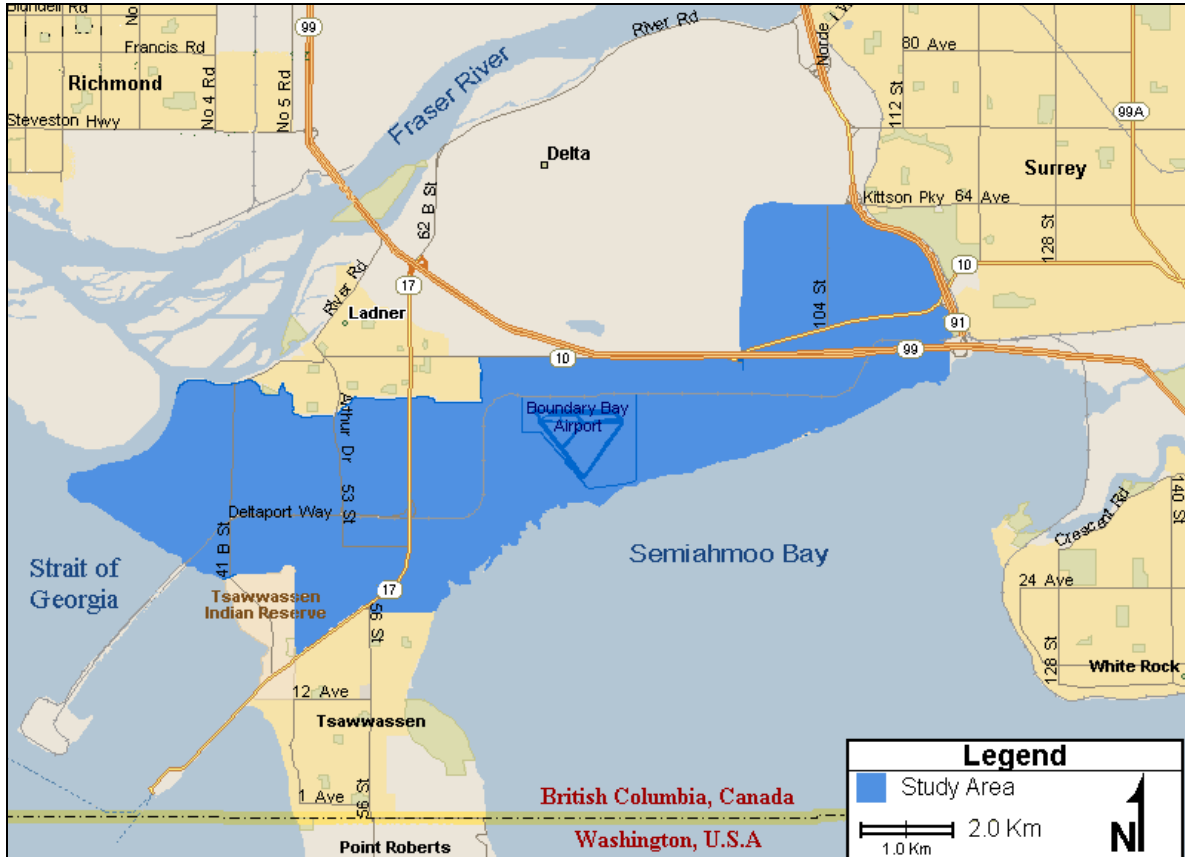 Blundell Rd
No
99
River Rd
Norde
Francis Rd
80 Ave
Richmond
No 4 Rd
No 5 Rd
112 St
99A
Steveston Hwy
Fraser River
Delta
Surrey
62 B St
Kittson Pky
64 Ave
128 St
10
River Rd
17
Ladner
104 St
91
10
99
Arthur Dr
Boundary Bay
Airport
53 St
Deltaport Way
41 B St
Crescent Rd
140 St
Strait of
Georgia
Semiahmoo Bay
24 Ave
Tsawwassen
Indian Reserve
17
56 St
128 St
White Rock
12 Ave
Tsawwassen
Legend
Study Area
2.0 Km
1.0 Km
N
1 Ave
56 St
British Columbia, Canada
Washington, U.S.A
Point Roberts